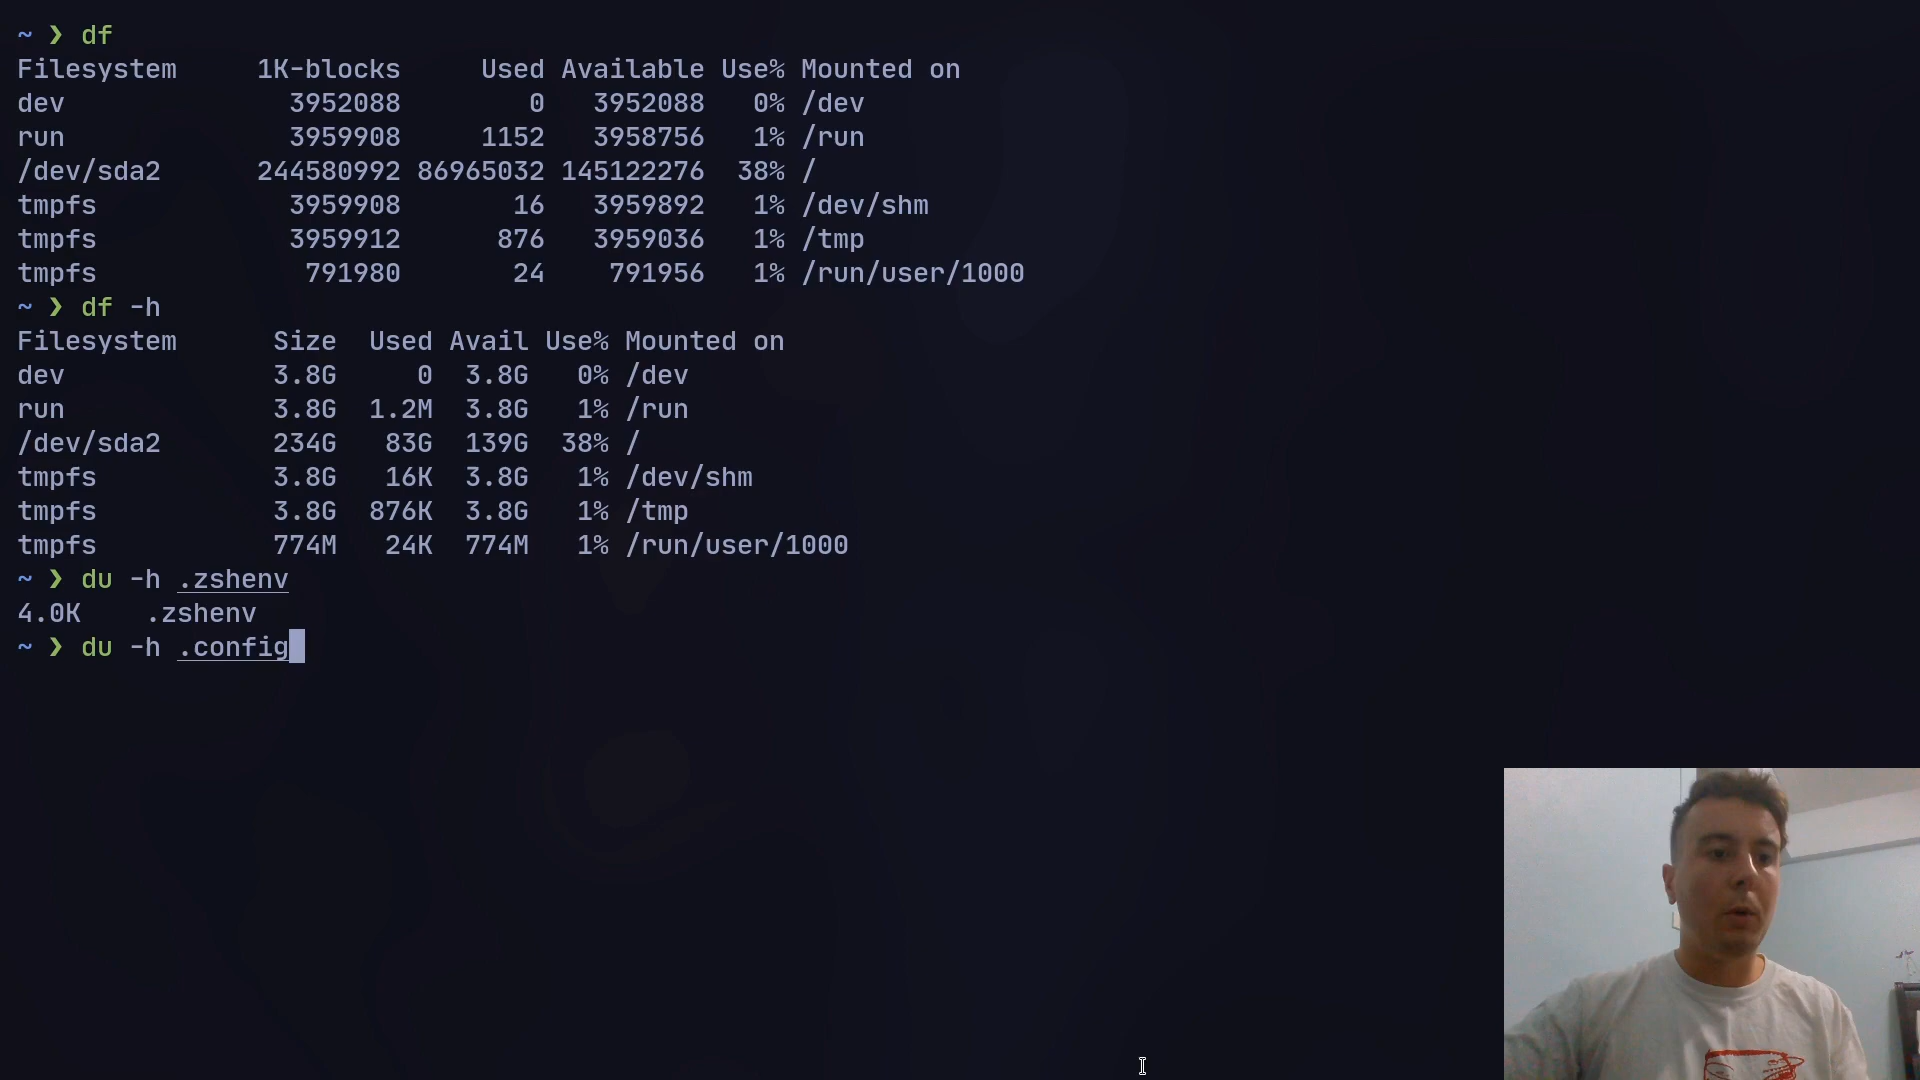 ~ ❯ df
Filesystem     1K-blocks     Used Available Use% Mounted on
dev              3952088        0   3952088   0% /dev
run              3959908     1152   3958756   1% /run
/dev/sda2      244580992 86965032 145122276  38% /
tmpfs            3959908       16   3959892   1% /dev/shm
tmpfs            3959912      876   3959036   1% /tmp
tmpfs             791980       24    791956   1% /run/user/1000
~ ❯ df -h
Filesystem      Size  Used Avail Use% Mounted on
dev             3.8G     0  3.8G   0% /dev
run             3.8G  1.2M  3.8G   1% /run
/dev/sda2       234G   83G  139G  38% /
tmpfs           3.8G   16K  3.8G   1% /dev/shm
tmpfs           3.8G  876K  3.8G   1% /tmp
tmpfs           774M   24K  774M   1% /run/user/1000
~ ❯ du -h .zshenv
4.0K    .zshenv
~ ❯ du -h .config